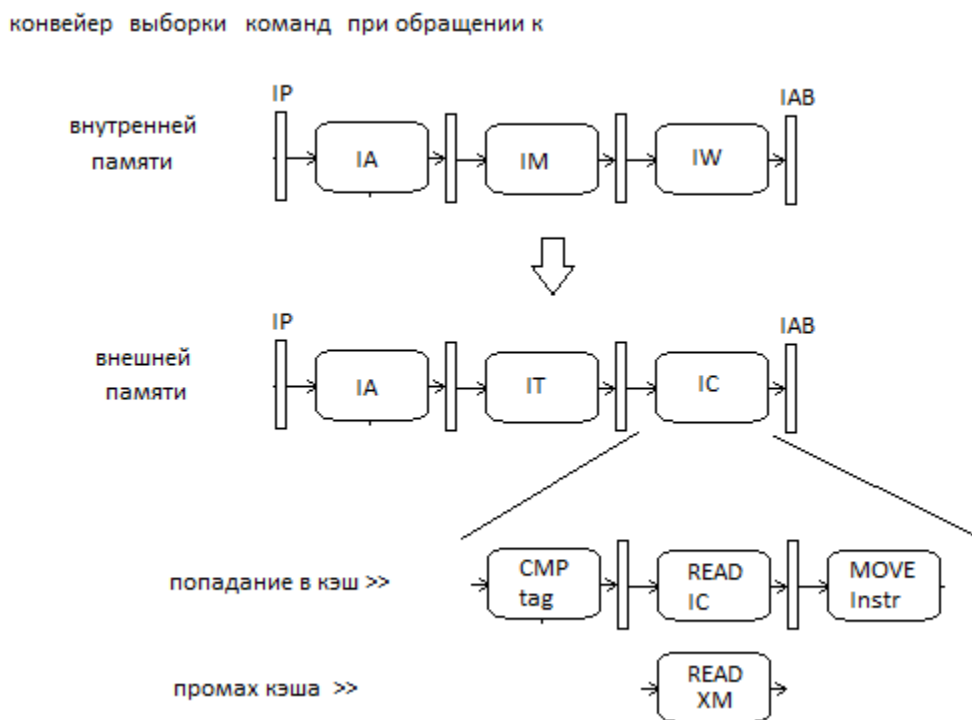 конвейер выборки команд при обращении к
IP
IAB
внутренней
памяти
IA
IM
IW
IP
IAB
внешней
памяти
IA
IT
IC
попадание в кэш >>
CMP
tag
READ
IC
MOVE
Instr
промах кэша >>
READ
XM